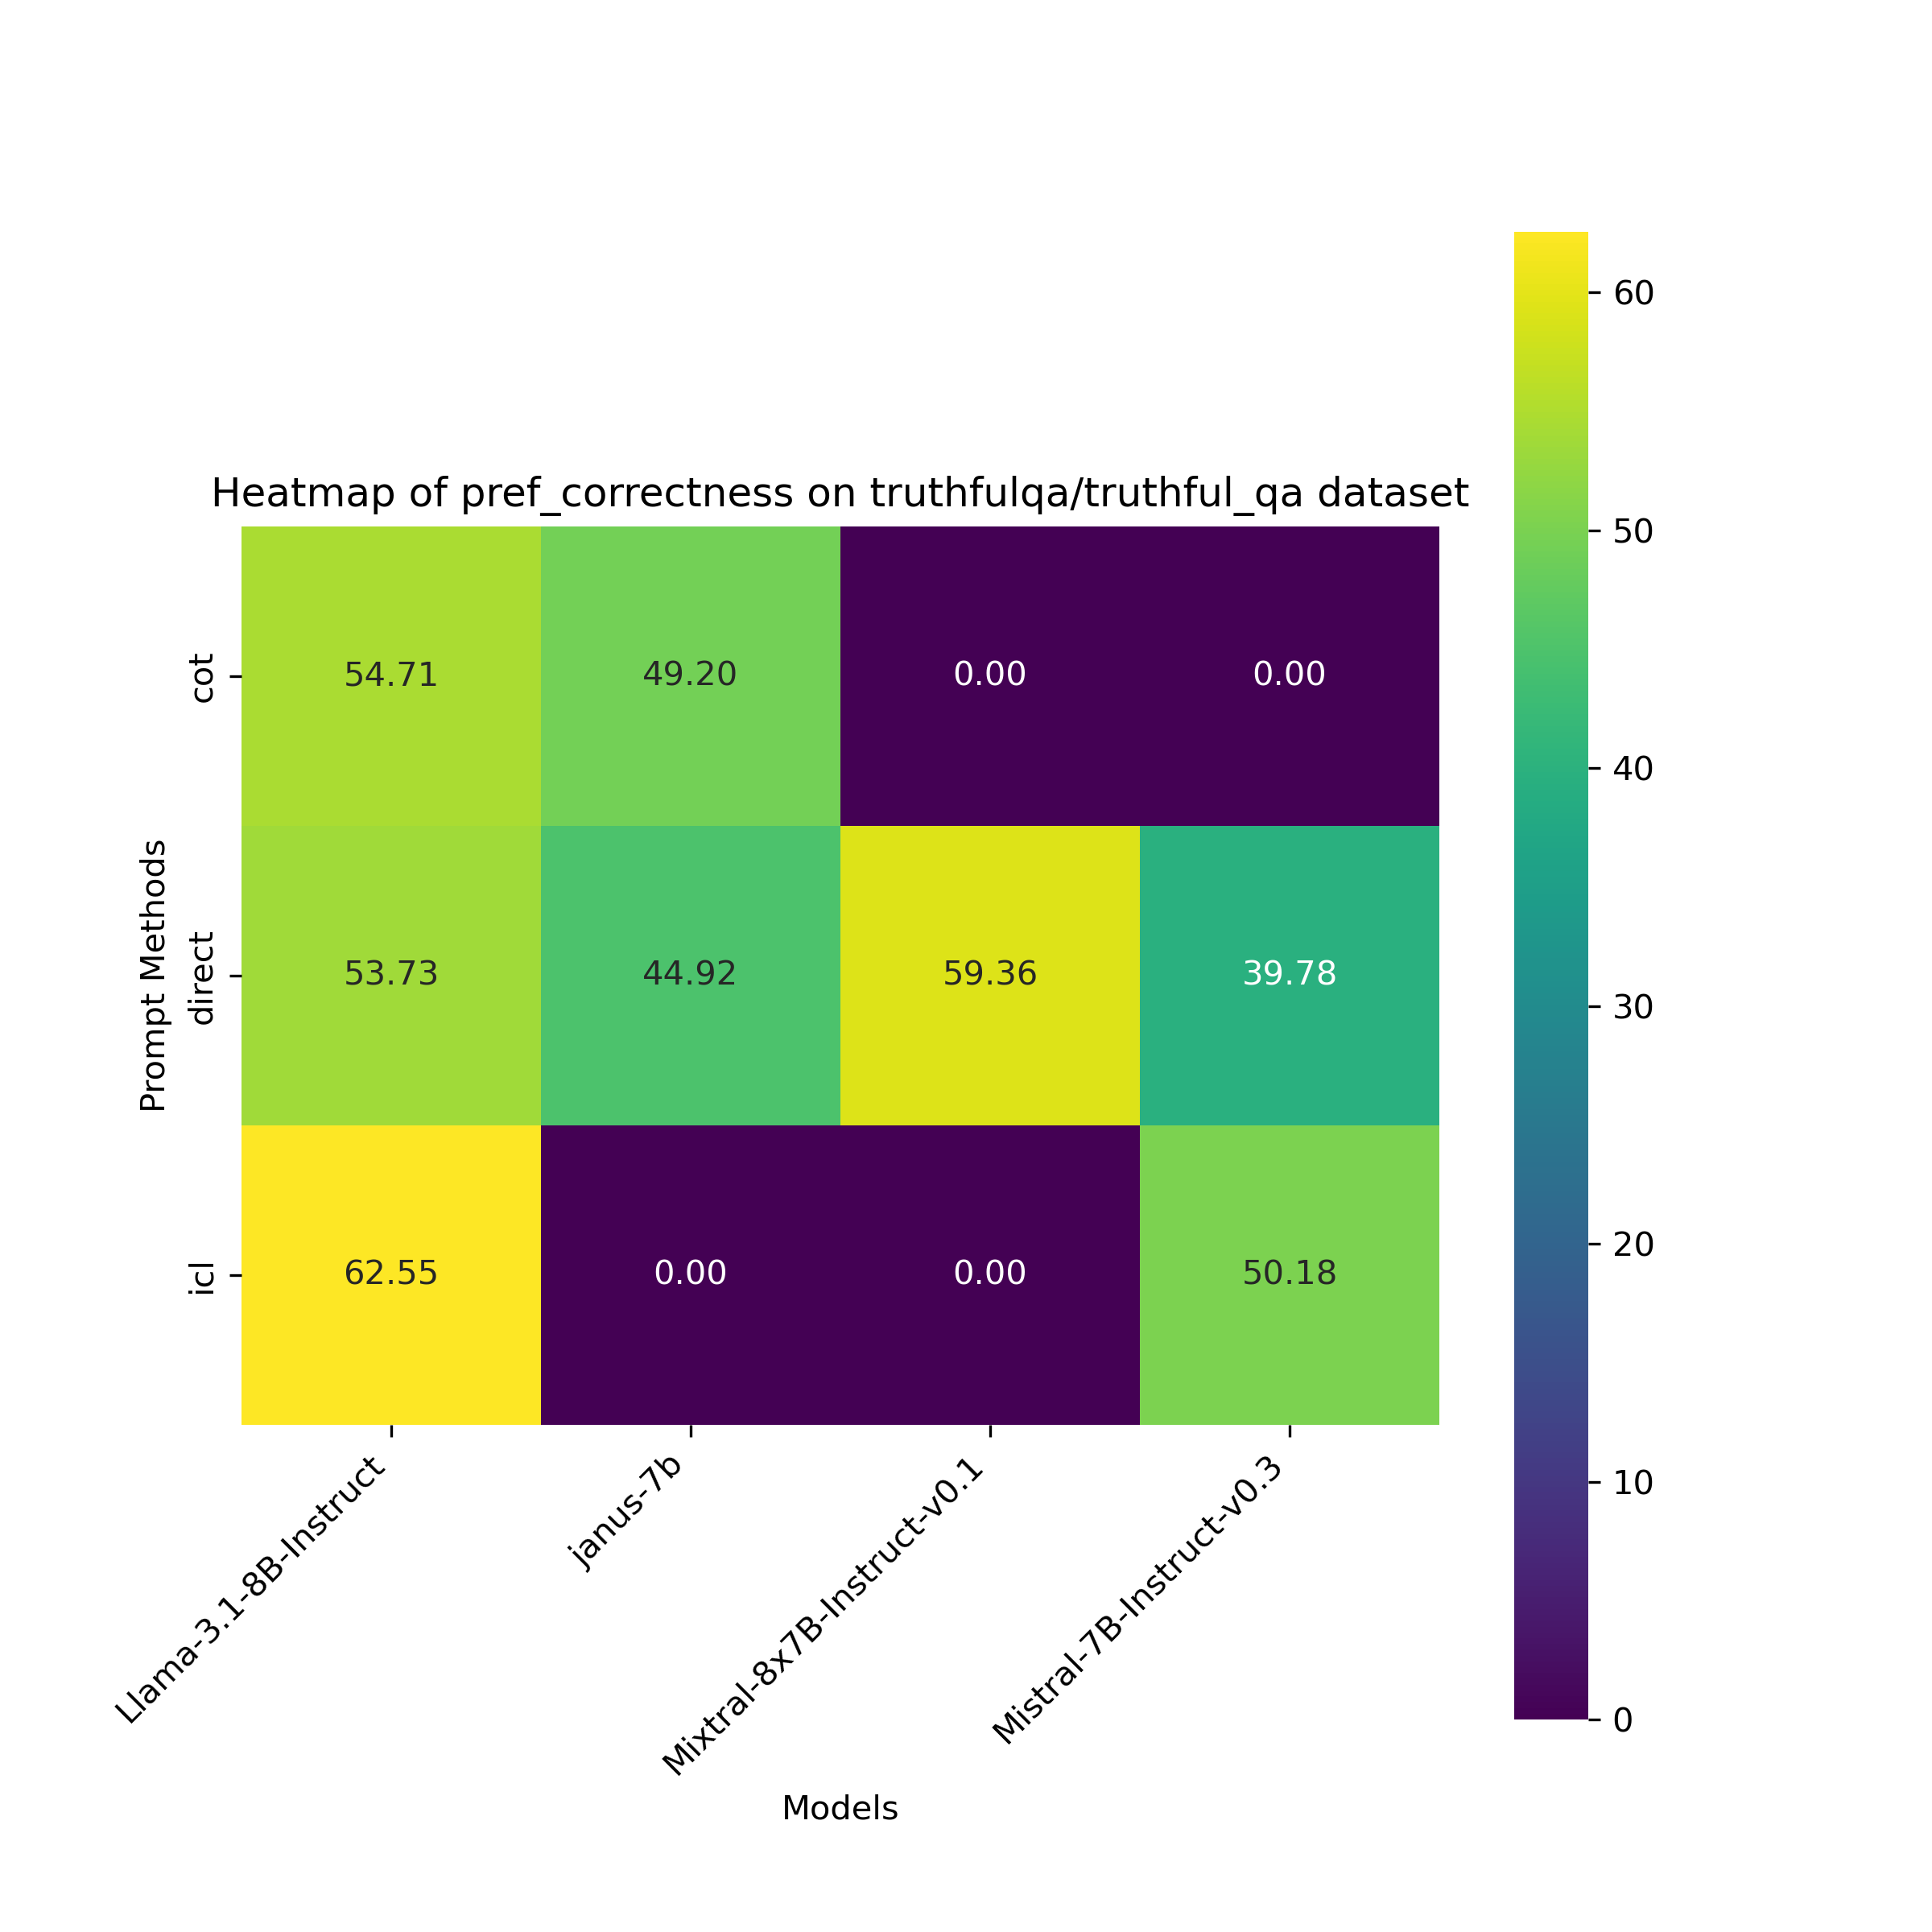 Heatmap of pref_correctness on truthfulqa/truthful_qa dataset
Prompt Methods
cot
54.71 49.20 0.00 0.00
direct
53.73 44.92 59.36 39.78
icl
62.55 0.00 0.00 50.18
Llama-3.1-8B-Instruct
janus-7b
Mixtral-8x7B-Instruct-v0.1
Mistral-7B-Instruct-v0.3
Models
60
50
40
30
20
10
0